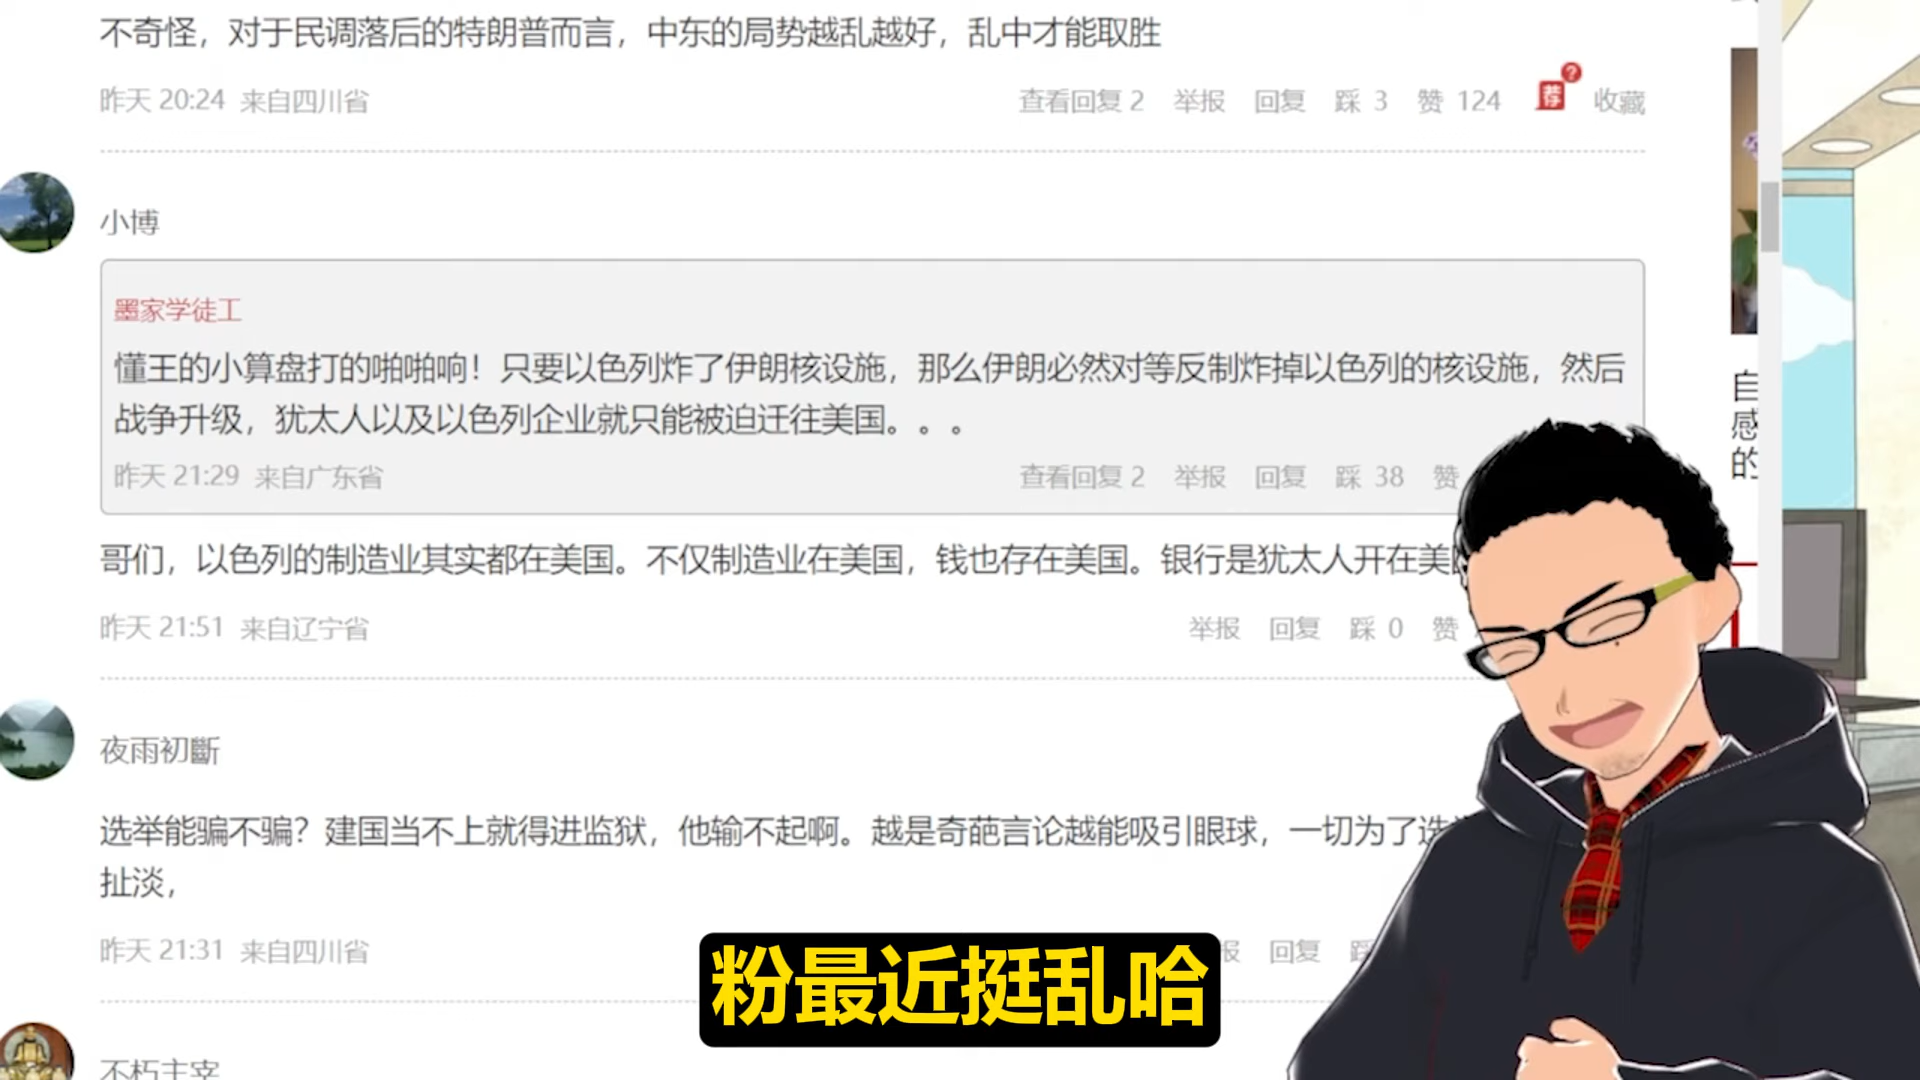 不奇怪，对于民调落后的特朗普而言，中东的局势越乱越好，乱中才能取胜
昨天 20:24 来自四川省
查看回复 2 举报 回复 踩 3 赞 124 荐 ? 收藏
小博
墨家学徒工
懂王的小算盘打的啪啪响！只要以色列炸了伊朗核设施，那么伊朗必然对等反制炸掉以色列的核设施，然后
战争升级，犹太人以及以色列企业就只能被迫迁往美国。。。
昨天 21:29 来自广东省
查看回复 2 举报 回复 踩 38 赞
哥们，以色列的制造业其实都在美国。不仅制造业在美国，钱也存在美国。银行是犹太人开在美
昨天 21:51 来自辽宁省
举报 回复 踩 0 赞
夜雨初斷
选举能骗不骗？建国当不上就得进监狱，他输不起啊。越是奇葩言论越能吸引眼球，一切为了选
扯淡，
昨天 21:31 来自四川省
报 回复 踩
不朽主宰
自
感
的
粉最近挺乱哈